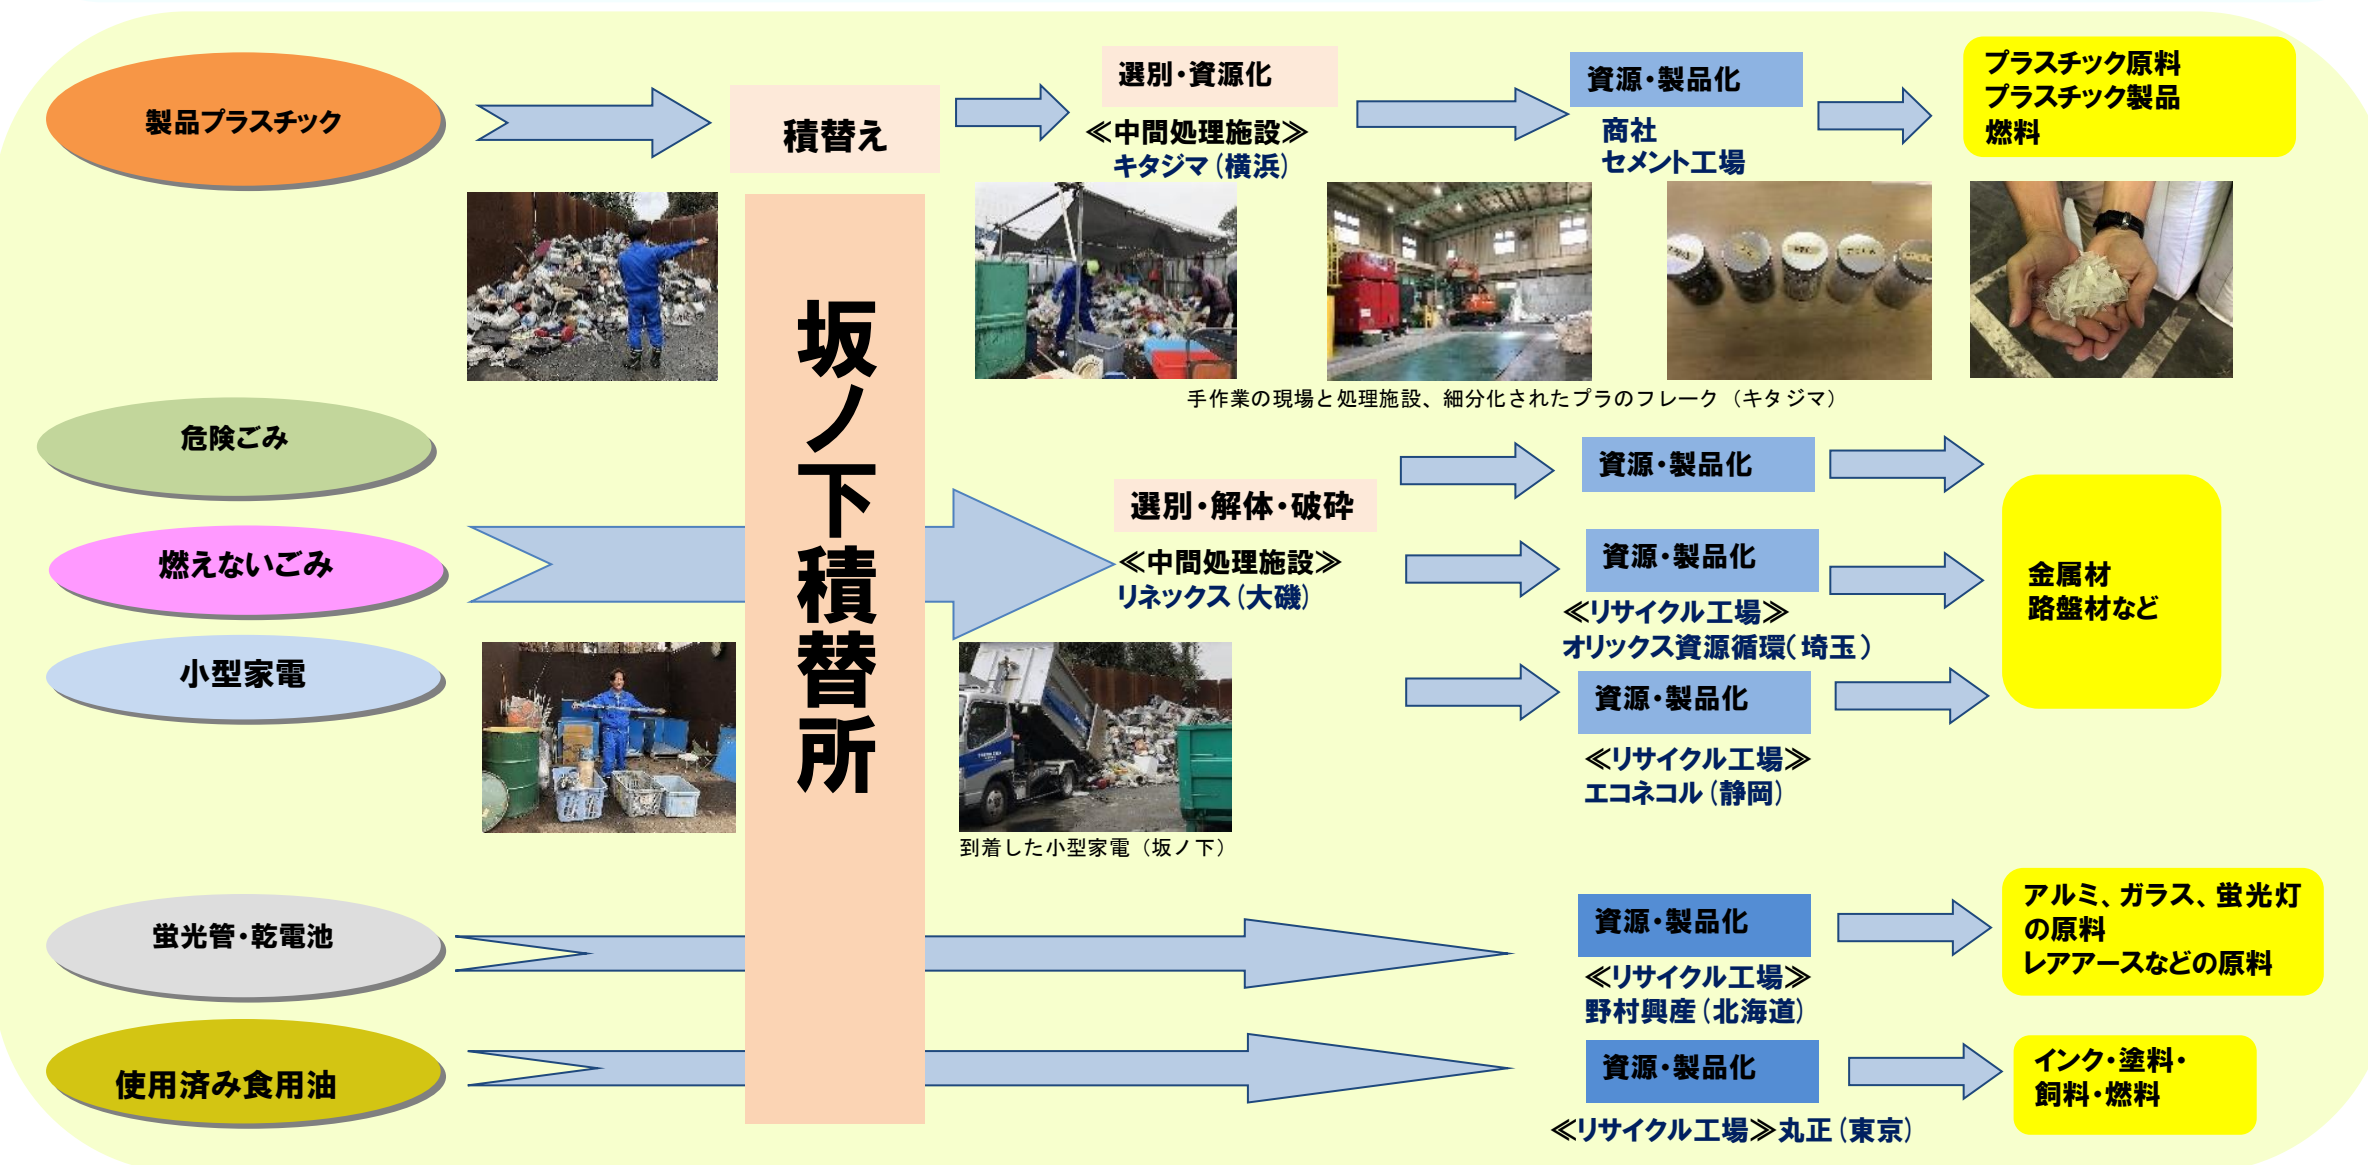 製品プラスチック
積替え
選別・資源化
≪中間処理施設≫
キタジマ(横浜)
資源・製品化
商社
セメント工場
プラスチック原料
プラスチック製品
燃料
手作業の現場と処理施設、細分化されたプラのフレーク（キタジマ）
坂ノ下積替所
危険ごみ
燃えないごみ
小型家電
選別・解体・破砕
≪中間処理施設≫
リネックス(大磯)
資源・製品化
資源・製品化
≪リサイクル工場≫
オリックス資源循環(埼玉)
資源・製品化
≪リサイクル工場≫
エコネコル(静岡)
金属材
路盤材など
到着した小型家電（坂ノ下）
蛍光管・乾電池
資源・製品化
≪リサイクル工場≫
野村興産(北海道)
アルミ、ガラス、蛍光灯
の原料
レアアースなどの原料
使用済み食用油
資源・製品化
≪リサイクル工場≫丸正(東京)
インク・塗料・
飼料・燃料